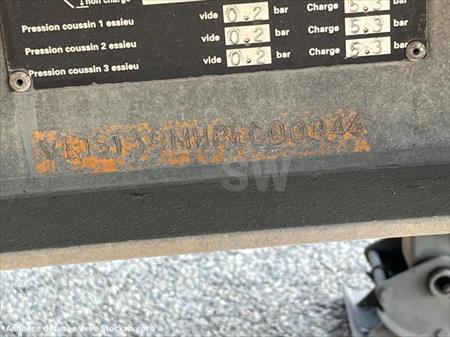 non chargé
Charge 5.3
Pression coussin 1 essieu vide 0.2 bar Charge 5.3 bar
Pression coussin 2 essieu vide 0.2 bar Charge 5.3 bar
Pression coussin 3 essieu vide 0.2 bar
SW
Annonce diffusée avec Stockway.pro